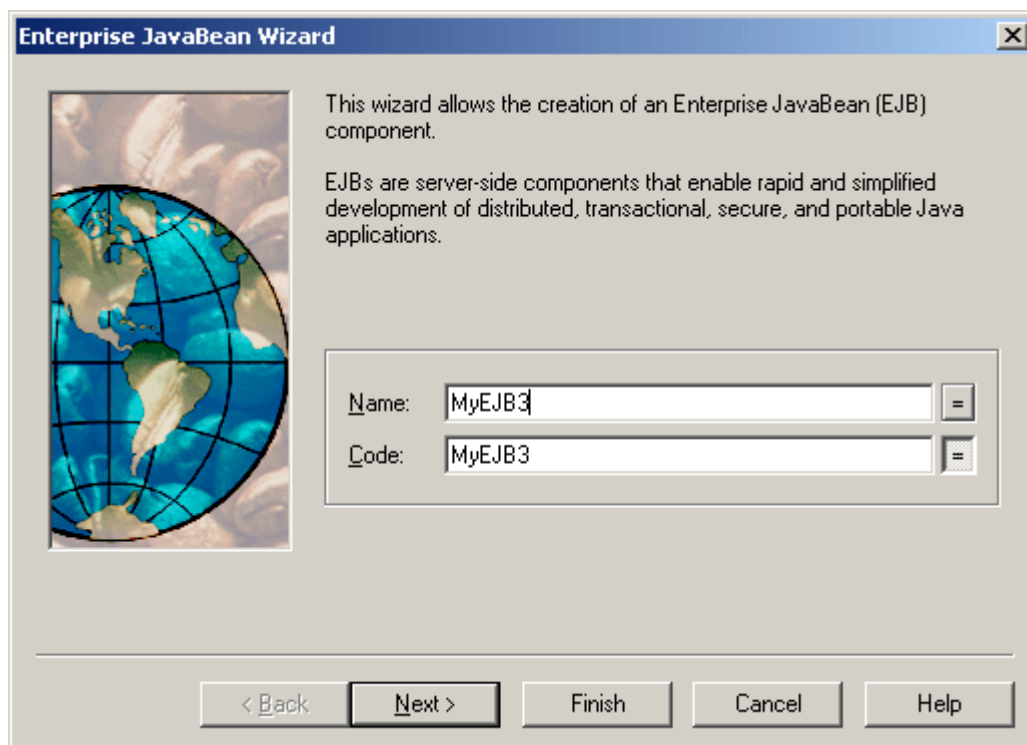 Enterprise JavaBean Wizard
This wizard allows the creation of an Enterprise JavaBean (EJB)
component.
EJBs are server-side components that enable rapid and simplified
development of distributed, transactional, secure, and portable Java
applications.
Name: MyEJB3 =
Code: MyEJB3 =
< Back Next > Finish Cancel Help